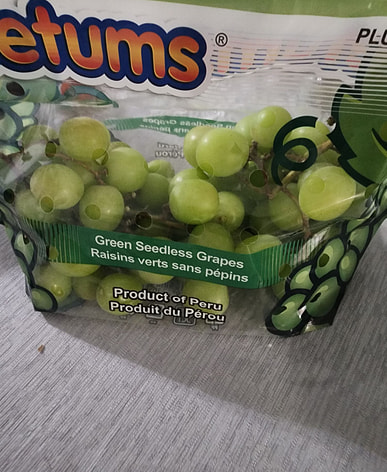 etums®
PLU
Green Seedless Grapes
Raisins verts sans pépins
Product of Peru
Produit du Pérou